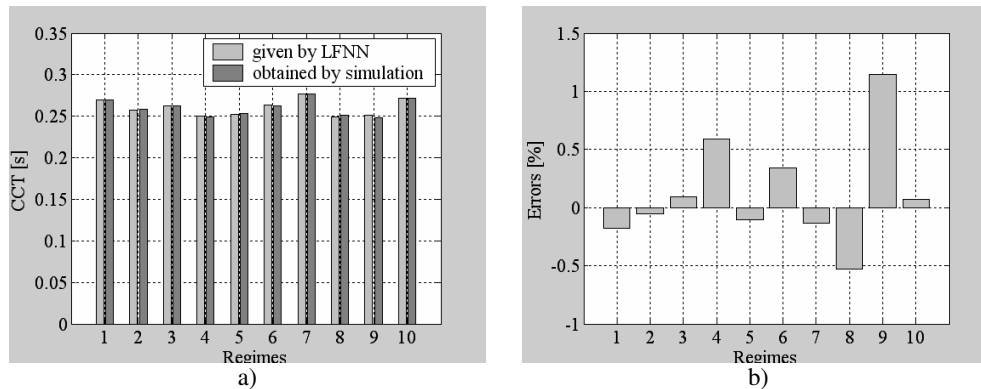 0.35
0.3
0.25
0.2
0.15
0.1
0.05
0
CCT [s]
given by LFNN
obtained by simulation
1 2 3 4 5 6 7 8 9 10
Regimes
a)
1.5
1
0.5
0
-0.5
-1
Errors [%]
1 2 3 4 5 6 7 8 9 10
Regimes
b)